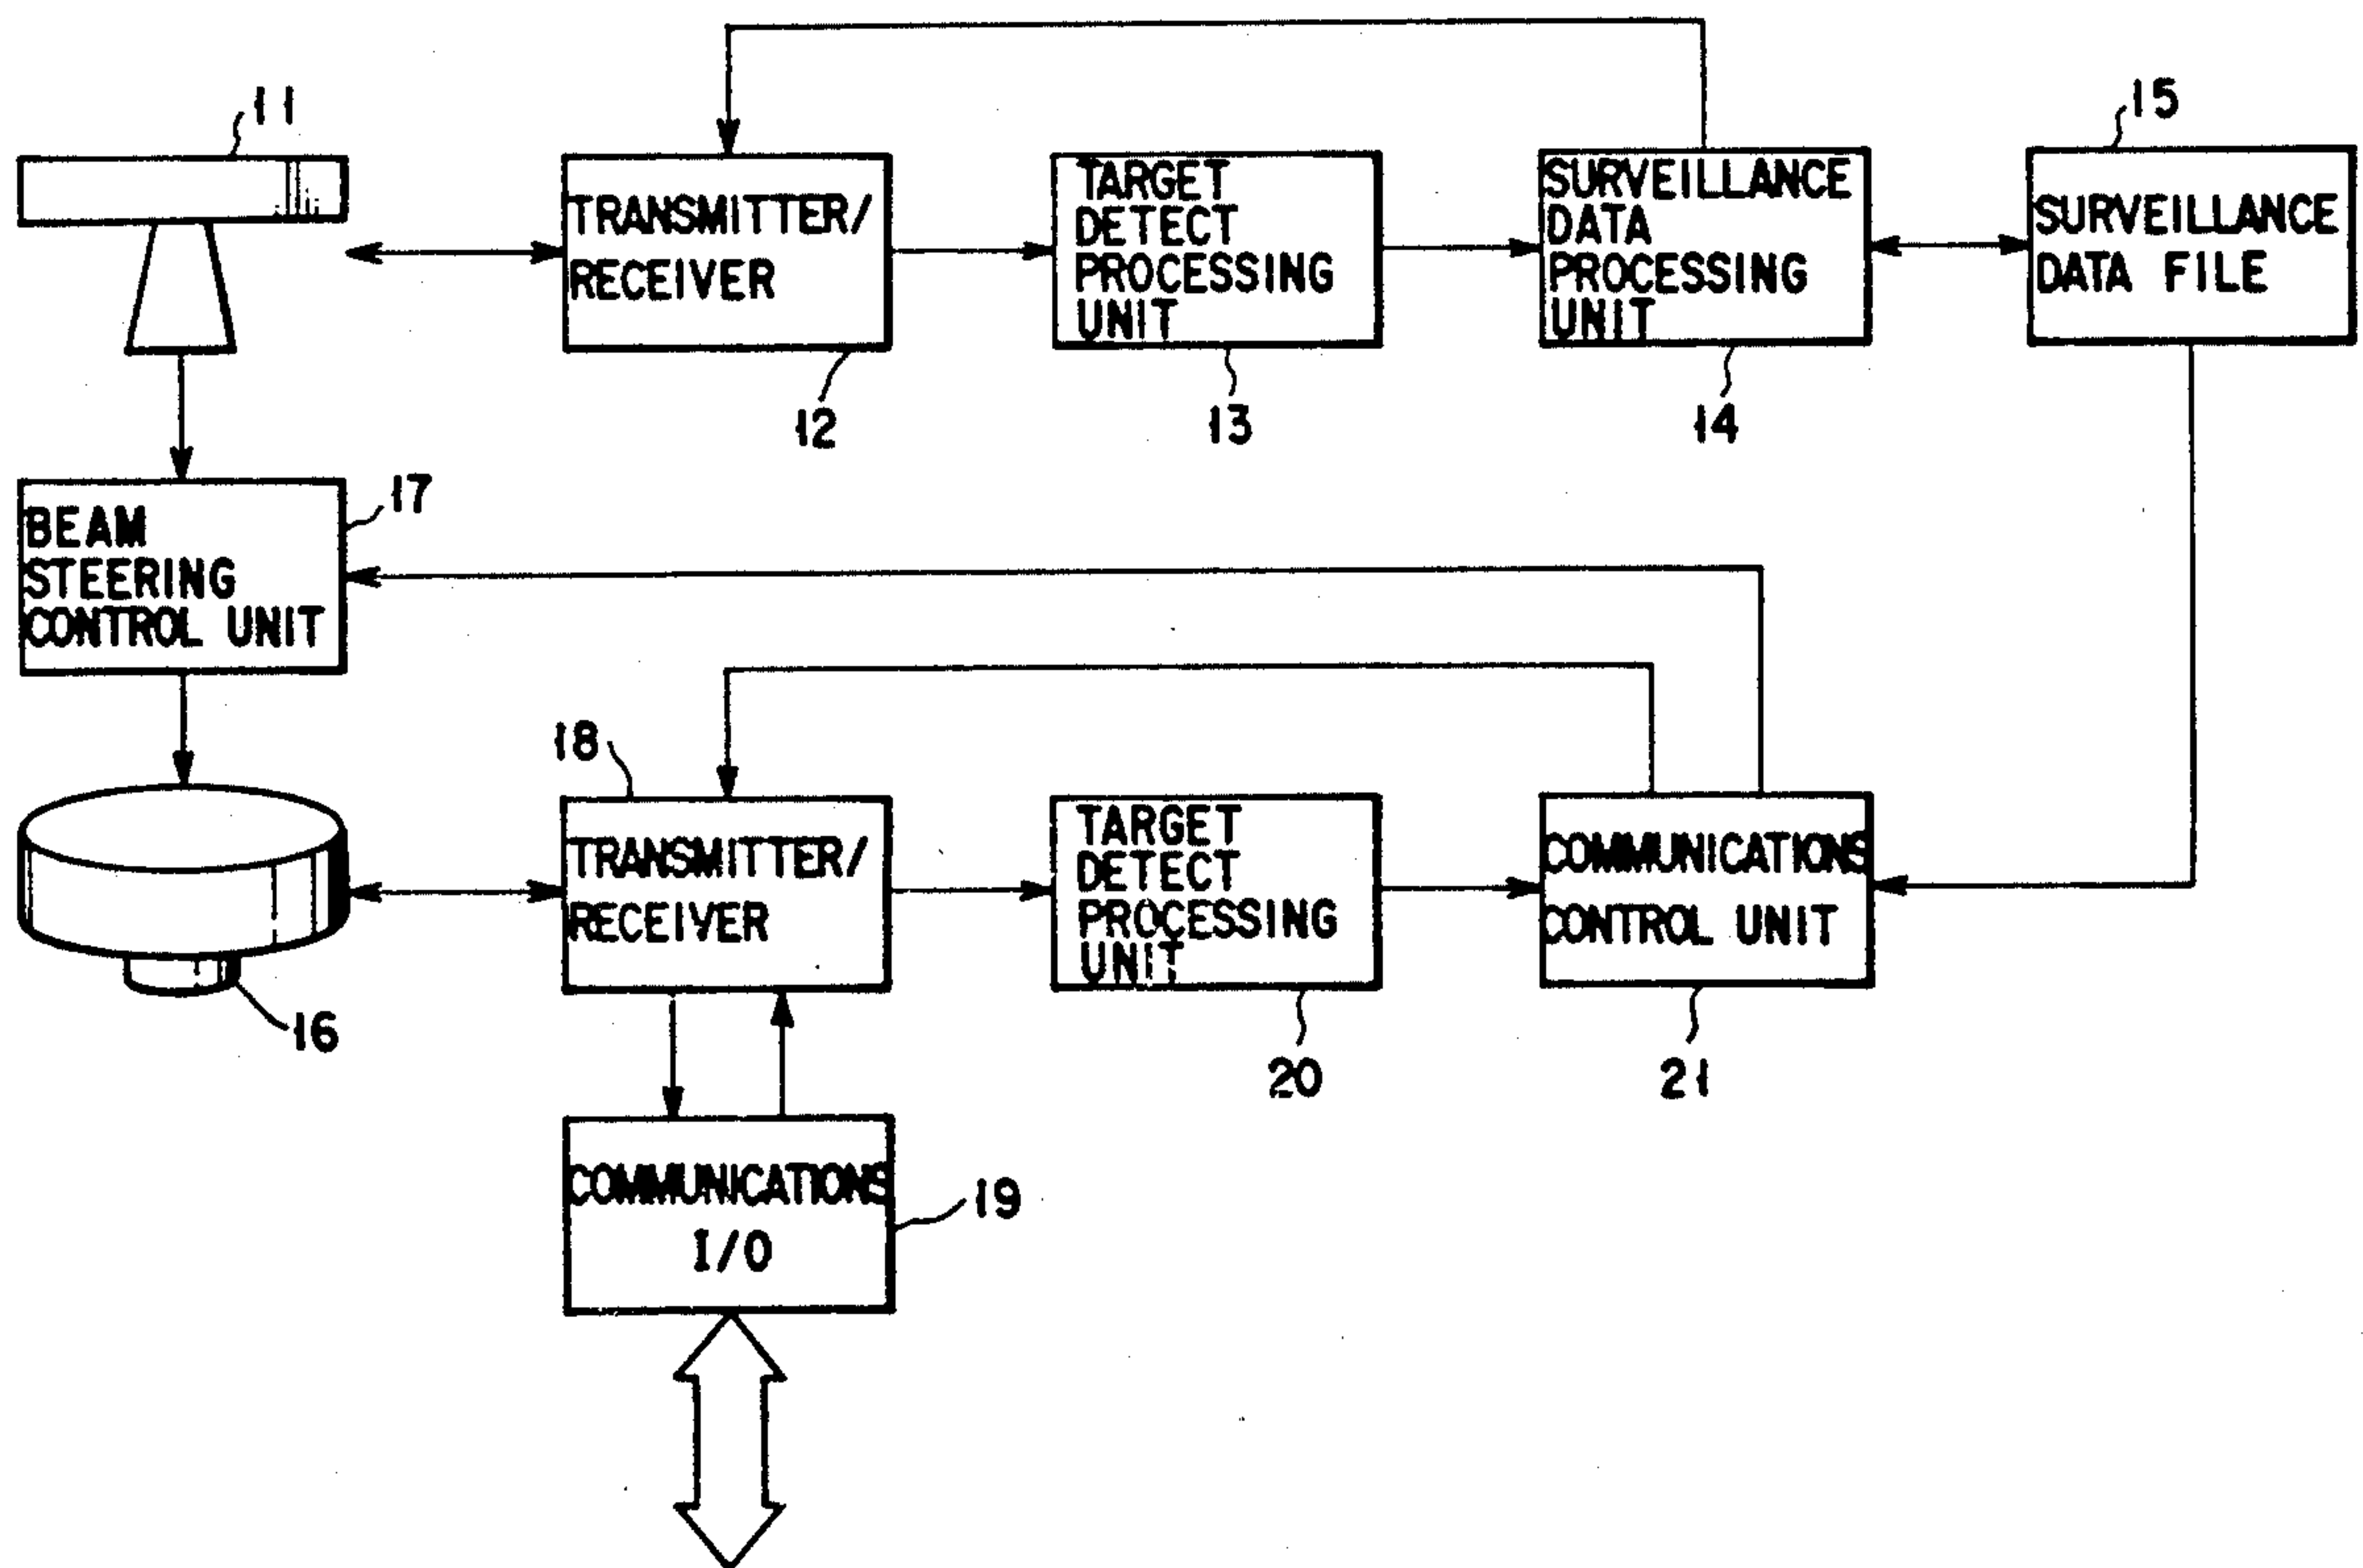 11
15
TRANSMITTER/
RECEIVER
TARGET
DETECT
PROCESSING
UNIT
SURVEILLANCE
DATA
PROCESSING
UNIT
SURVEILLANCE
DATA FILE
12
13
14
17
BEAM
STEERING
CONTROL UNIT
18
TRANSMITTER/
RECEIVER
TARGET
DETECT
PROCESSING
UNIT
COMMUNICATIONS
CONTROL UNIT
16
20
21
COMMUNICATIONS
I/O
19